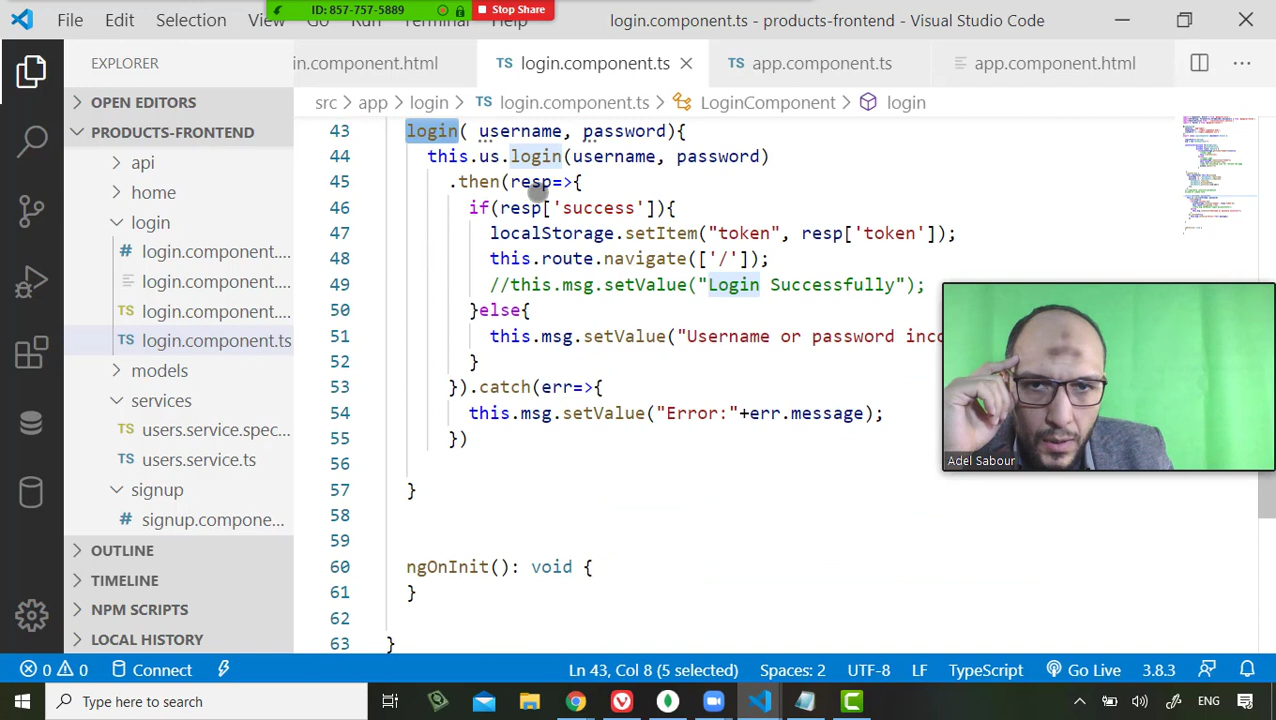 ID: 857-757-5889
Stop Share
File
Edit
Selection
View
Help
login.component.ts - products-frontend - Visual Studio Code
EXPLORER
in.component.html
login.component.ts
app.component.ts
app.component.html
OPEN EDITORS
src > app > login > TS login.component.ts > LoginComponent > login
PRODUCTS-FRONTEND
api
home
login
login.component....
login.component....
TS login.component....
TS login.component.ts
models
services
TS users.service.spec...
TS users.service.ts
signup
# signup.compone...
OUTLINE
TIMELINE
NPM SCRIPTS
LOCAL HISTORY
43 login( username, password){
44 this.us.login(username, password)
45 .then(resp=>{
46 if(resp['success']){
47 localStorage.setItem("token", resp['token']);
48 this.route.navigate(['/']);
49 //this.msg.setValue("Login Successfully");
50 }else{
51 this.msg.setValue("Username or password inco
52 }
53 }).catch(err=>{
54 this.msg.setValue("Error:"+err.message);
55 })
56
57 }
58
59
60 ngOnInit(): void {
61 }
62
63 }
Adel Sabour
0 0 Connect
Ln 43, Col 8 (5 selected)
Spaces: 2
UTF-8
LF
TypeScript
Go Live
3.8.3
Type here to search
ENG